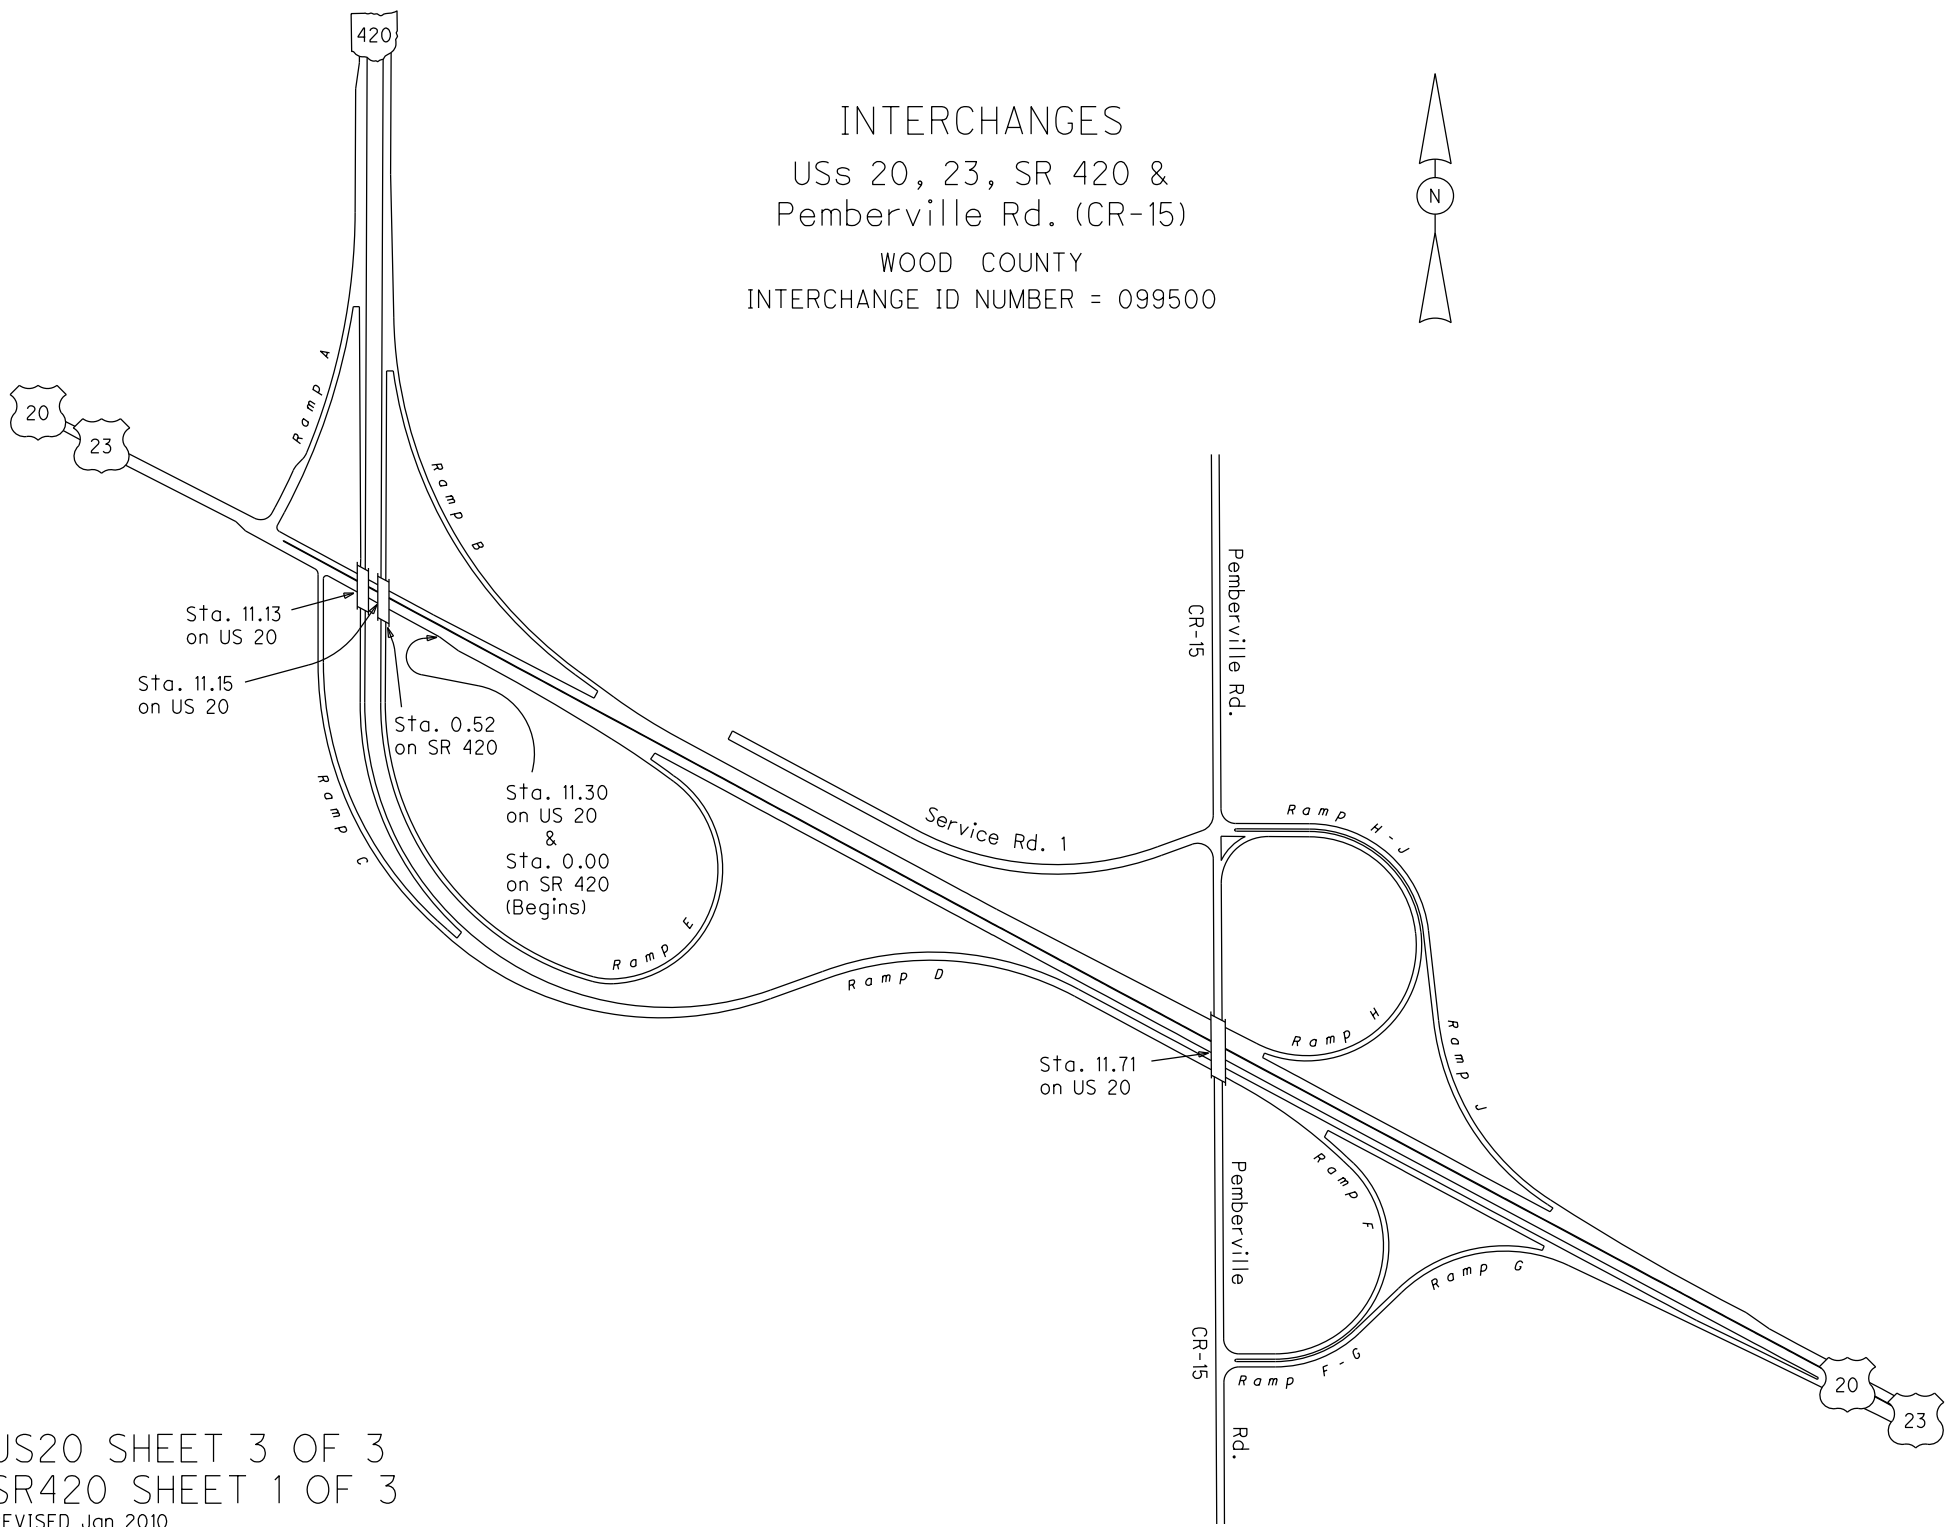 420
INTERCHANGES
USs 20, 23, SR 420 &
Pemberville Rd. (CR-15)
WOOD COUNTY
INTERCHANGE ID NUMBER = 099500
N
20
23
Ramp A
Ramp B
Sta. 11.13
on US 20
Sta. 11.15
on US 20
Sta. 0.52
on SR 420
Sta. 11.30
on US 20
&
Sta. 0.00
on SR 420
(Begins)
Ramp C
Ramp E
Ramp D
Service Rd. 1
CR-15
Pemberville Rd.
Ramp H-J
Ramp H
Ramp J
Sta. 11.71
on US 20
Ramp F
Ramp G
Ramp F-G
Pemberville
CR-15
Rd.
20
23
US20 SHEET 3 OF 3
SR420 SHEET 1 OF 3
EVISED Jan 2010